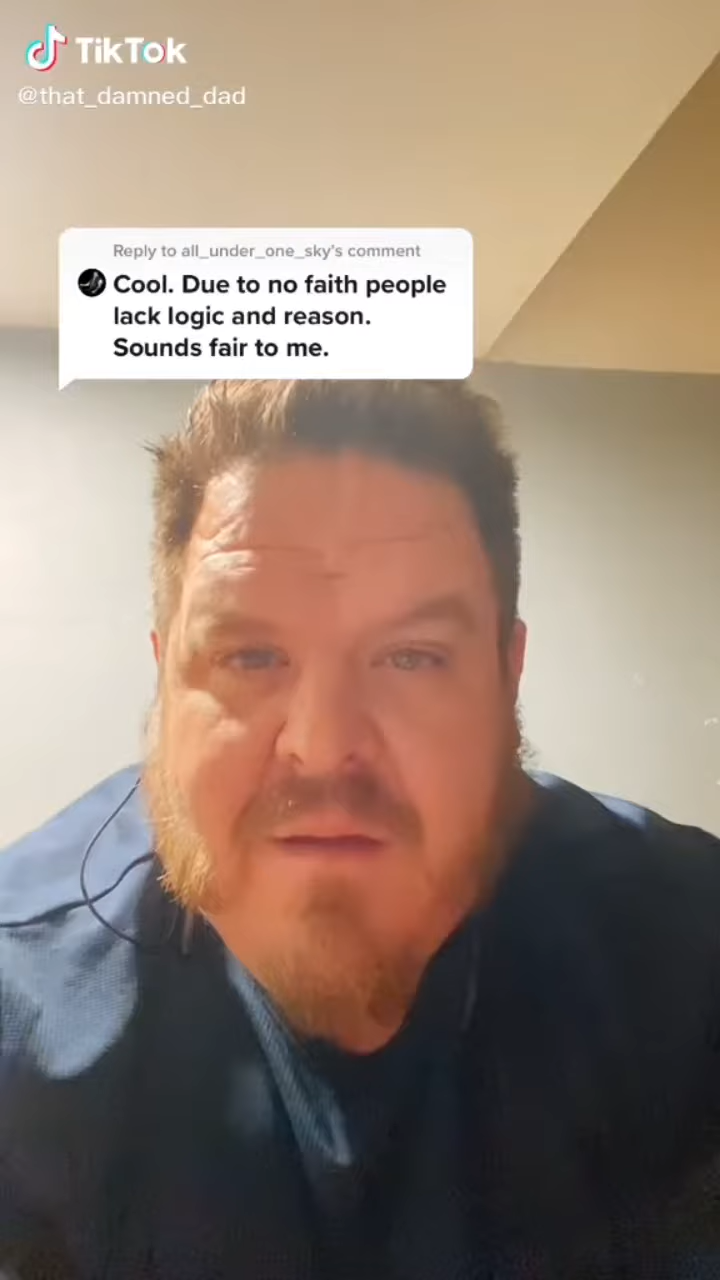 TikTok
@that_damned_dad
Reply to all_under_one_sky's comment
Cool. Due to no faith people
lack logic and reason.
Sounds fair to me.